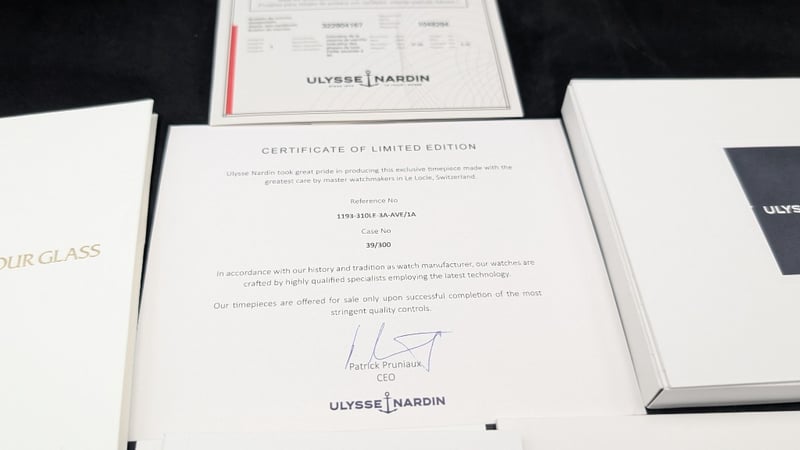 323804167 1048284
ULYSSE NARDIN
CERTIFICATE OF LIMITED EDITION
Ulysse Nardin took great pride in producing this exclusive timepiece made with the
greatest care by master watchmakers in Le Locle, Switzerland.
Reference No
1193-310LE-3A-AVE/1A
Case No
39/300
In accordance with our history and tradition as watch manufacturer, our watches are
crafted by highly qualified specialists employing the latest technology.
Our timepieces are offered for sale only upon successful completion of the most
stringent quality controls.
Patrick Pruniaux
CEO
ULYSSE NARDIN
OUR GLASS
ULYS